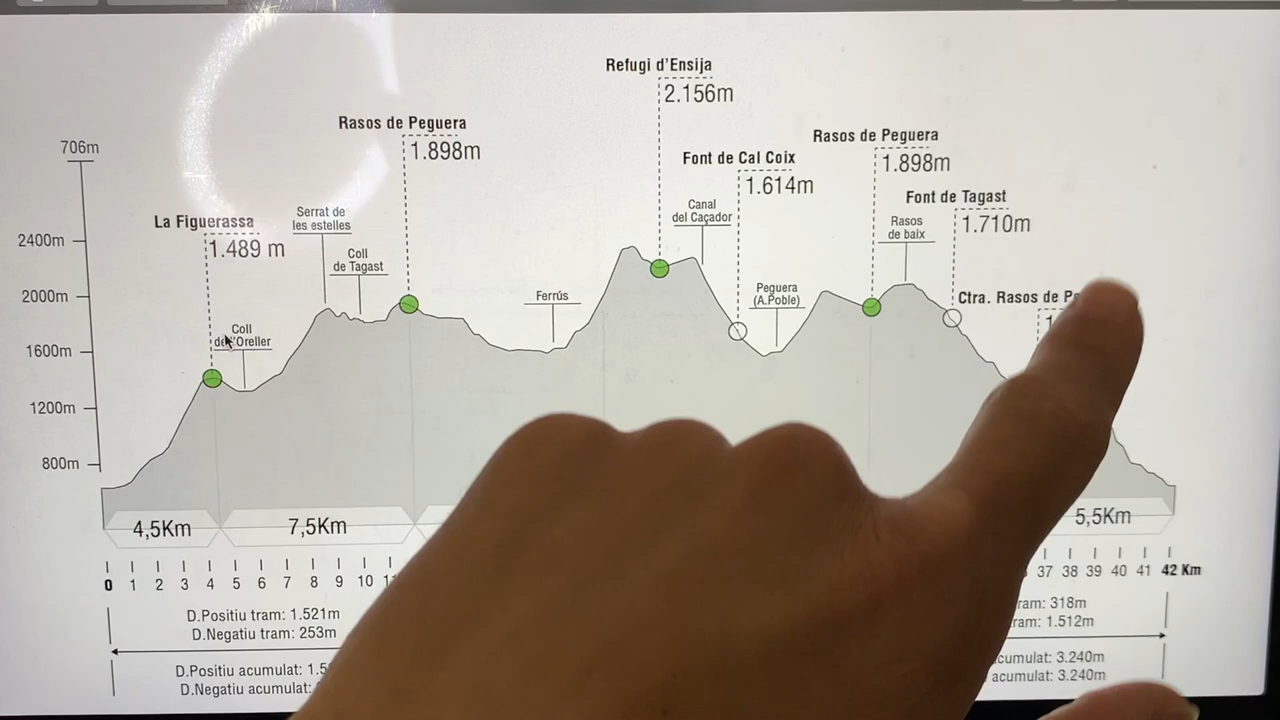 Refugi d'Ensija
2.156m
Rasos de Peguera
1.898m
Rasos de Peguera
1.898m
706m
Font de Cal Coix
1.614m
Font de Tagast
1.710m
La Figuerassa
1.489 m
Serrat de
les estelles
Canal
del Caçador
Rasos
de baix
Coll
de Tagast
2400m
2000m
1600m
1200m
800m
Ferrús
Peguera
(A.Poble)
Ctra. Rasos de
Coll
de l'Oreller
4,5Km
7,5Km
5,5Km
0 1 2 3 4 5 6 7 8 9 10 37 38 39 40 41 42 Km
D.Positiu tram: 1.521m
D.Negatiu tram: 253m
318m
1.512m
D.Positiu acumulat:
D.Negatiu acumulat:
3.240m
acumulat: 3.240m